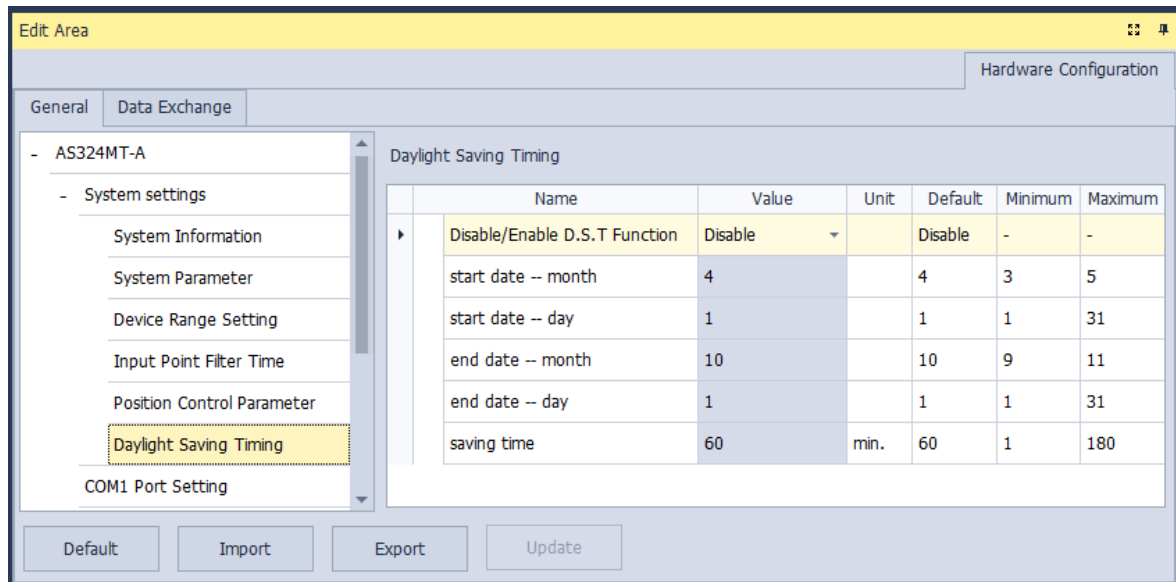 Edit Area
Hardware Configuration
General Data Exchange
- AS324MT-A
- System settings
System Information
System Parameter
Device Range Setting
Input Point Filter Time
Position Control Parameter
Daylight Saving Timing
COM1 Port Setting
Daylight Saving Timing
Name Value Unit Default Minimum Maximum
Disable/Enable D.S.T Function Disable Disable - -
start date -- month 4 4 3 5
start date -- day 1 1 1 31
end date -- month 10 10 9 11
end date -- day 1 1 1 31
saving time 60 min. 60 1 180
Default Import Export Update